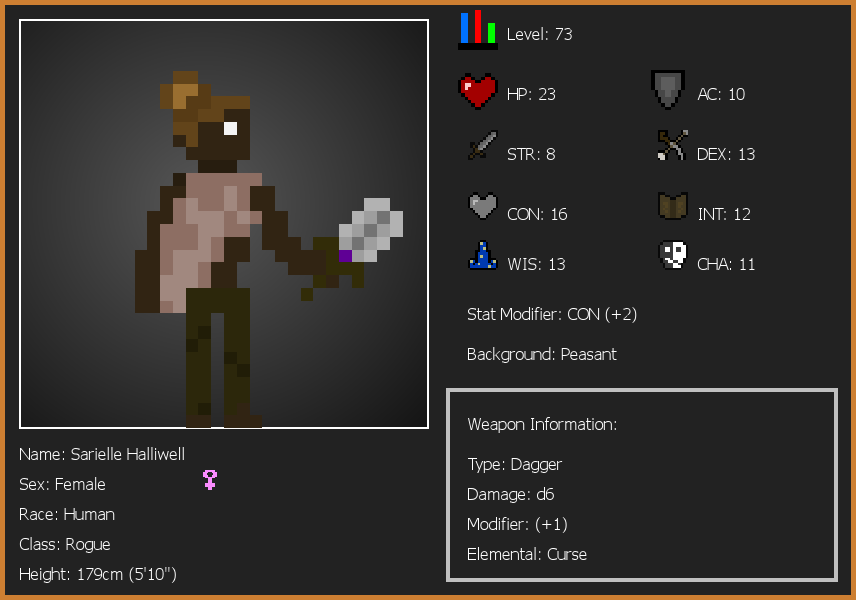 Level: 73
HP: 23
AC: 10
STR: 8
DEX: 13
CON: 16
INT: 12
WIS: 13
CHA: 11
Stat Modifier: CON (+2)
Background: Peasant
Weapon Information:
Type: Dagger
Damage: d6
Modifier: (+1)
Elemental: Curse
Name: Sarielle Halliwell
Sex: Female
Race: Human
Class: Rogue
Height: 179cm (5'10")